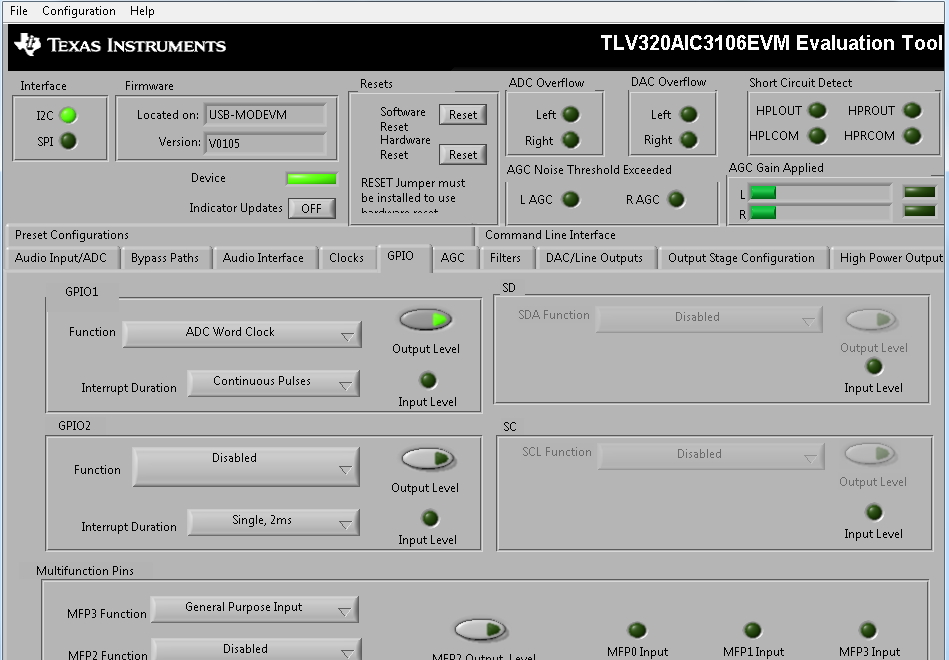 File Configuration Help
TEXAS INSTRUMENTS
TLV320AIC3106EVM Evaluation Tool
Interface
I2C
SPI
Firmware
Located on: USB-MODEVM
Version: V0105
Device
Indicator Updates OFF
Resets
Software Reset Reset
Hardware Reset Reset
RESET Jumper must
be installed to use
hardware reset
ADC Overflow
Left
Right
DAC Overflow
Left
Right
Short Circuit Detect
HPLOUT HPROUT
HPLCOM HPRCOM
AGC Noise Threshold Exceeded
L AGC R AGC
AGC Gain Applied
L
R
Preset Configurations Command Line Interface
Audio Input/ADC Bypass Paths Audio Interface Clocks GPIO AGC Filters DAC/Line Outputs Output Stage Configuration High Power Output
GPIO1
Function ADC Word Clock
Output Level
Interrupt Duration Continuous Pulses
Input Level
SD
SDA Function Disabled
Output Level
Input Level
GPIO2
Function Disabled
Output Level
Interrupt Duration Single, 2ms
Input Level
SC
SCL Function Disabled
Output Level
Input Level
Multifunction Pins
MFP3 Function General Purpose Input
MFP2 Function Disabled
MFP2 Output Level
MFP0 Input MFP1 Input MFP3 Input